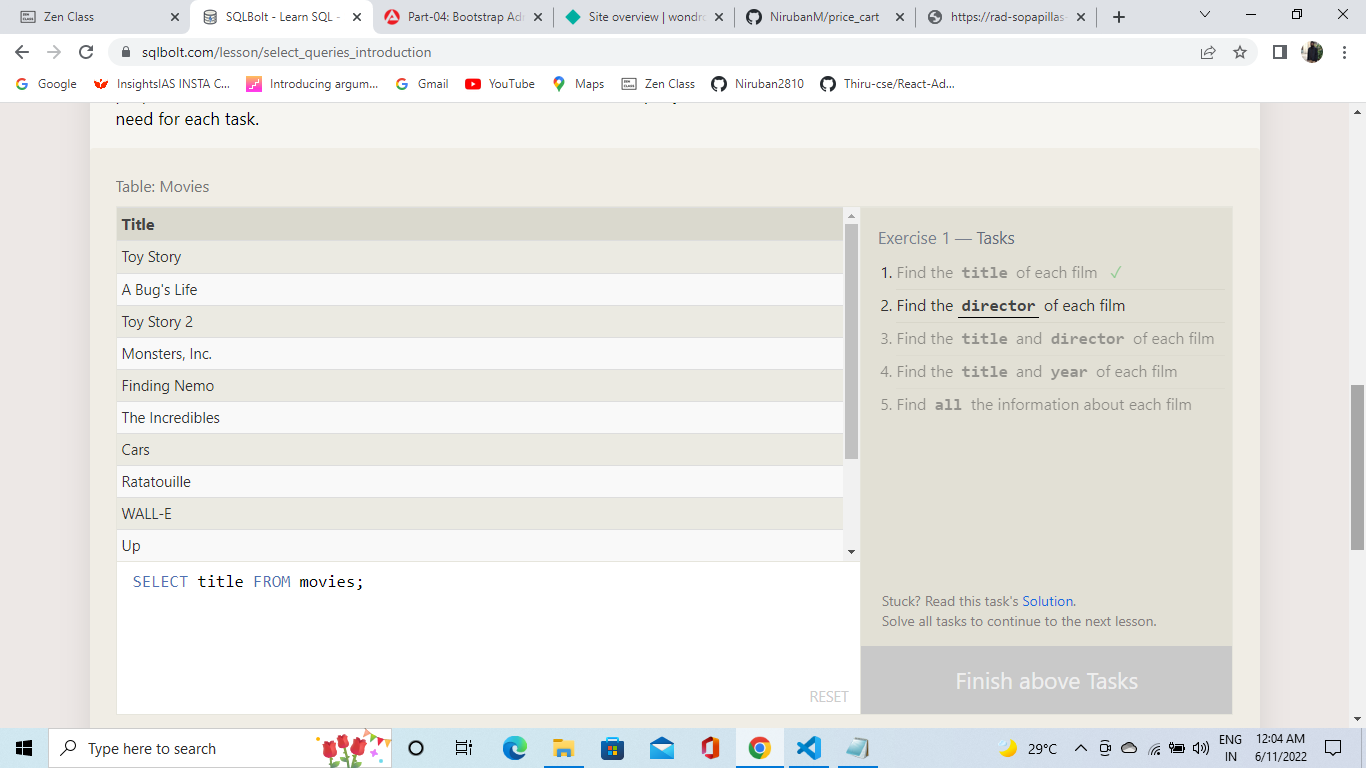 Zen Class
SQLBolt - Learn SQL -
Part-04: Bootstrap Adm
Site overview | wondro
NirubanM/price_cart
https://rad-sopapillas-
sqlbolt.com/lesson/select_queries_introduction
Google
InsightsIAS INSTA C...
Introducing argum...
Gmail
YouTube
Maps
Zen Class
Niruban2810
Thiru-cse/React-Ad...
need for each task.
Table: Movies
Title
Toy Story
A Bug's Life
Toy Story 2
Monsters, Inc.
Finding Nemo
The Incredibles
Cars
Ratatouille
WALL-E
Up
SELECT title FROM movies;
RESET
Exercise 1 — Tasks
1. Find the title of each film ✓
2. Find the director of each film
3. Find the title and director of each film
4. Find the title and year of each film
5. Find all the information about each film
Stuck? Read this task's Solution.
Solve all tasks to continue to the next lesson.
Finish above Tasks
Type here to search
29°C
ENG
IN
12:04 AM
6/11/2022